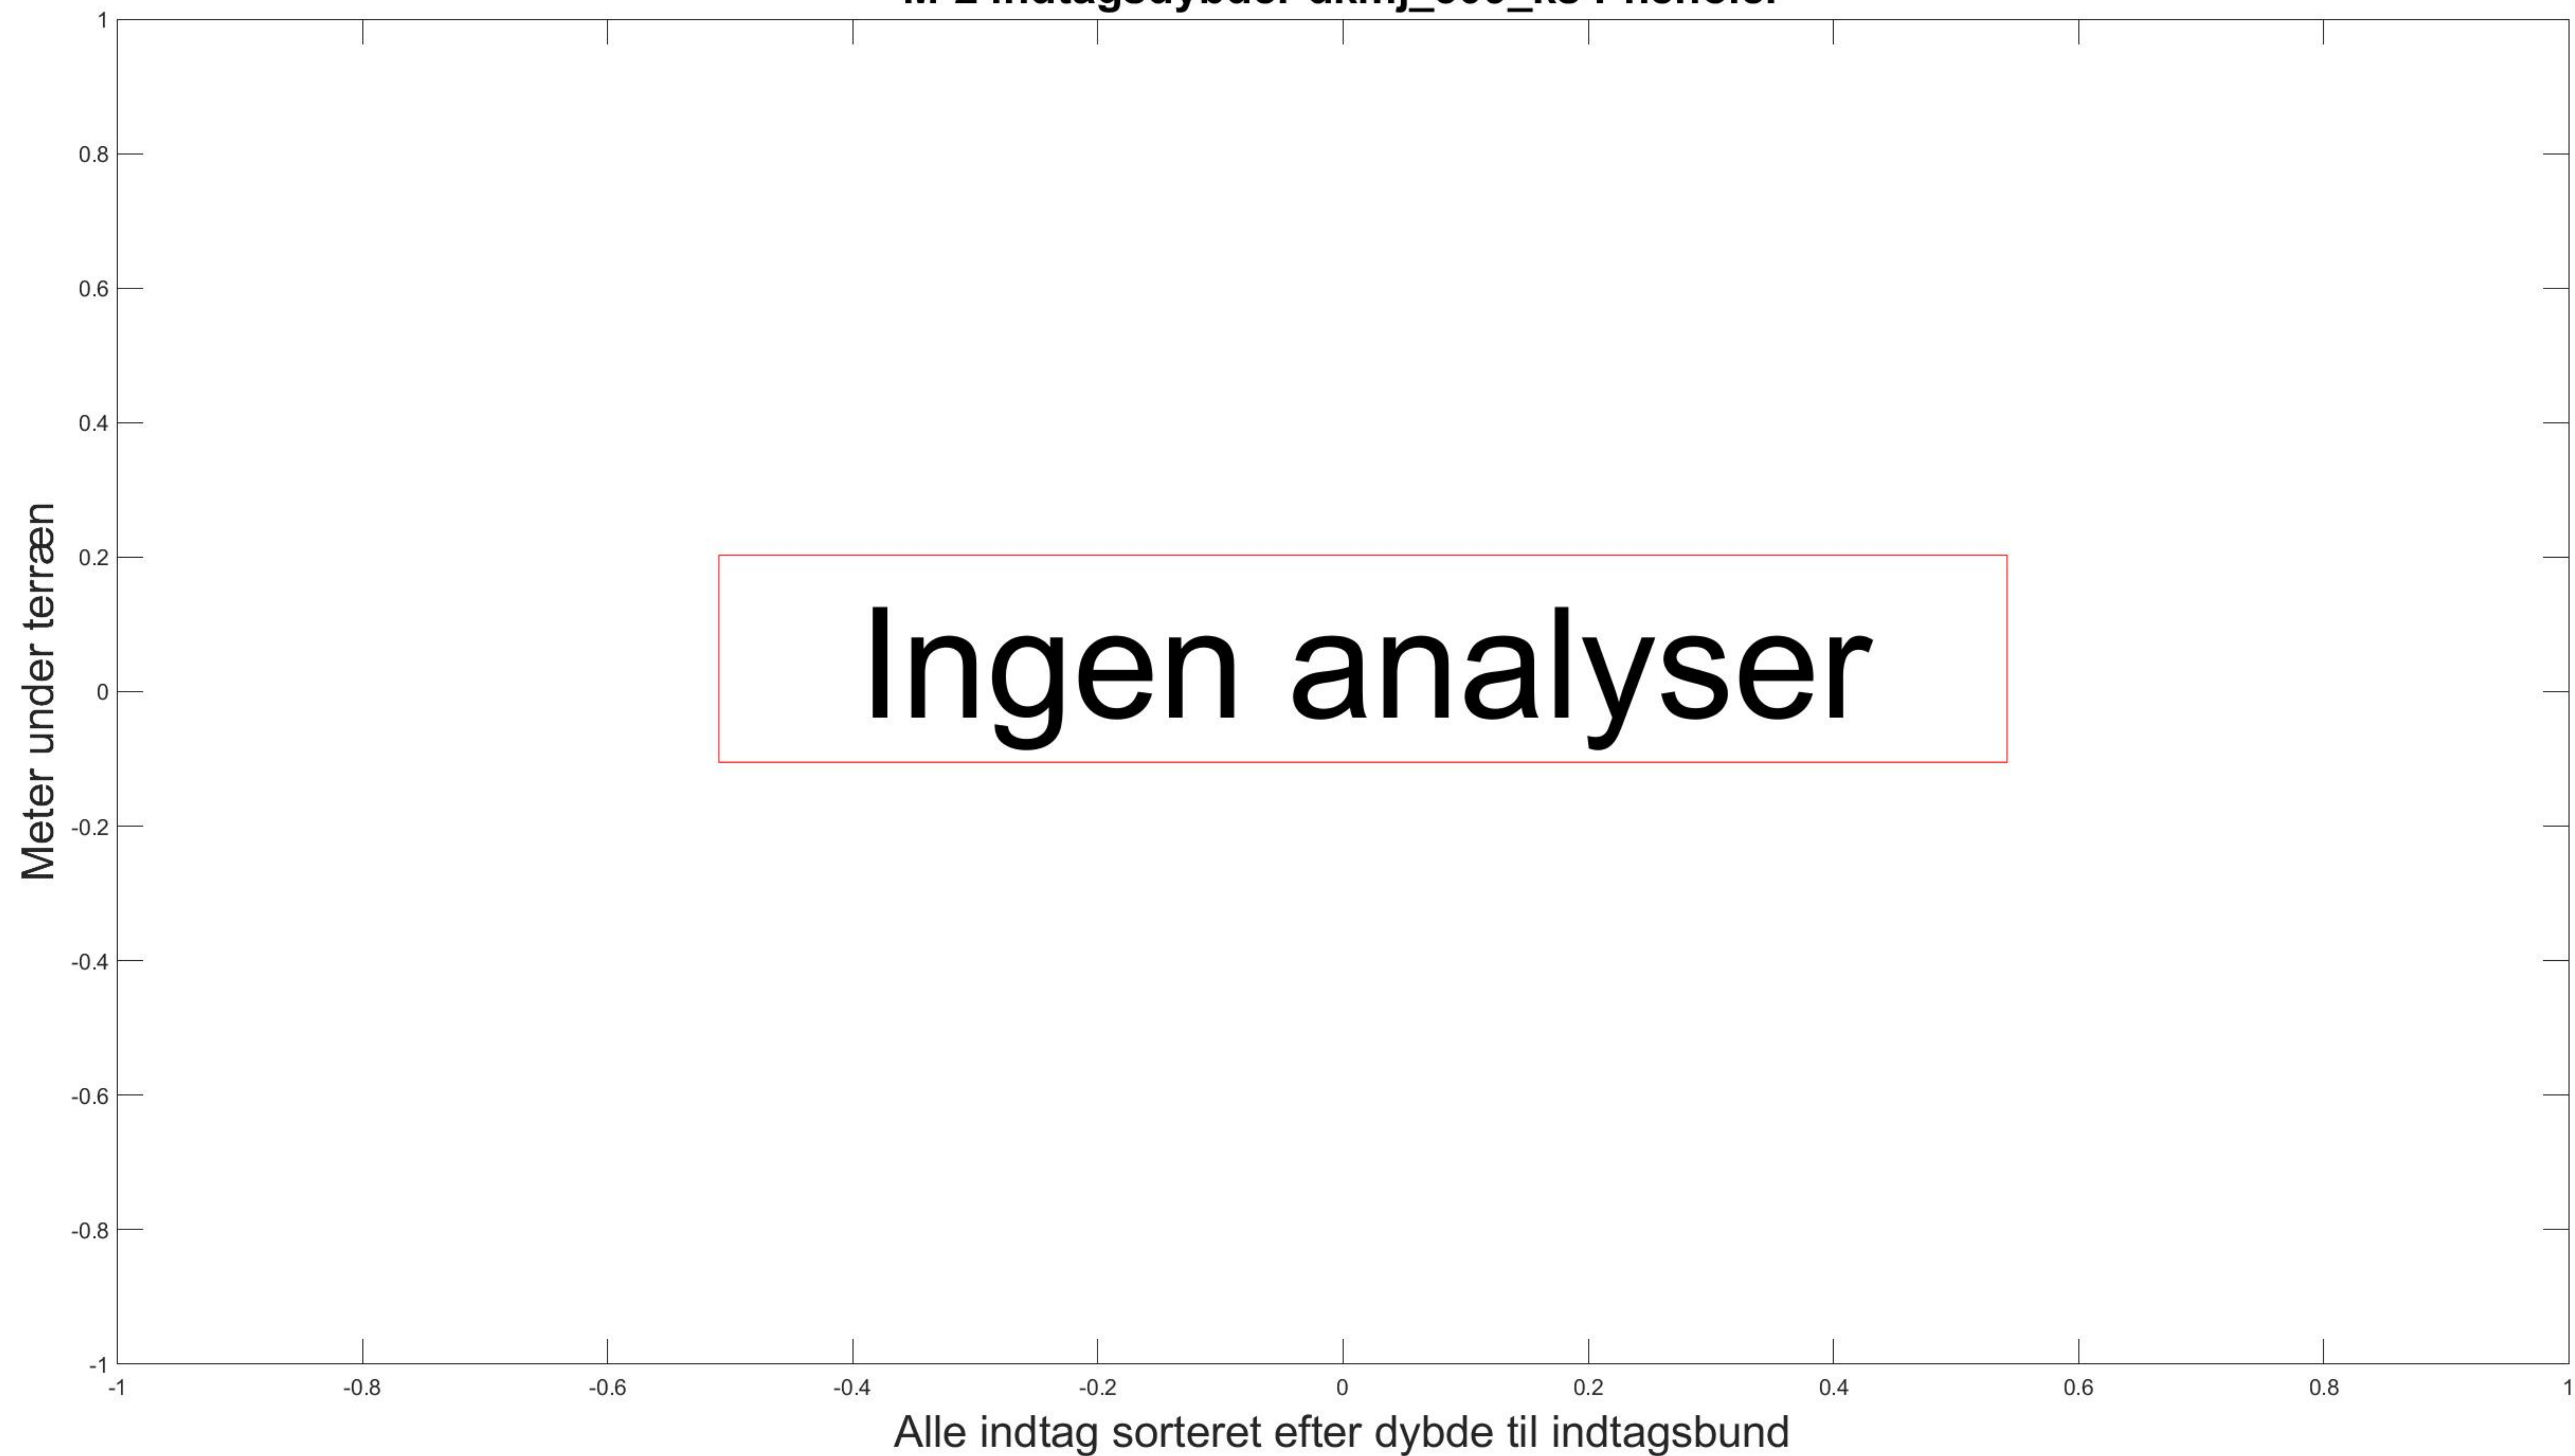 1
0.8
0.6
0.4
0.2
0
-0.2
-0.4
-0.6
-0.8
-1
Meter under terræn
Ingen analyser
-1 -0.8 -0.6 -0.4 -0.2 0 0.2 0.4 0.6 0.8 1
Alle indtag sorteret efter dybde til indtagsbund